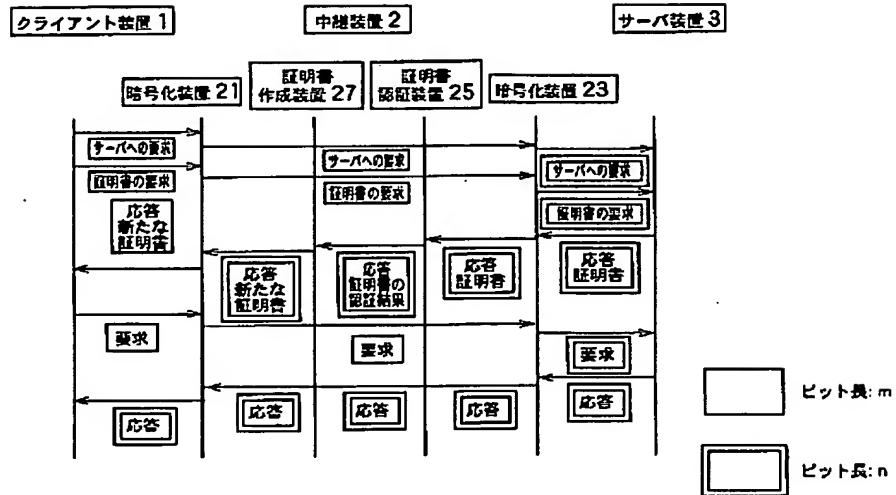 クライアント装置 1
中継装置 2
サーバ装置 3
暗号化装置 21
証明書
作成装置 27
証明書
認証装置 25
暗号化装置 23
サーバへの要求
サーバへの要求
サーバへの要求
証明書の要求
証明書の要求
証明書の要求
応答
新たな
証明書
応答
新たな
証明書
応答
証明書の
認証結果
応答
証明書
応答
証明書
要求
要求
要求
応答
応答
応答
応答
応答
ビット長: m
ビット長: n